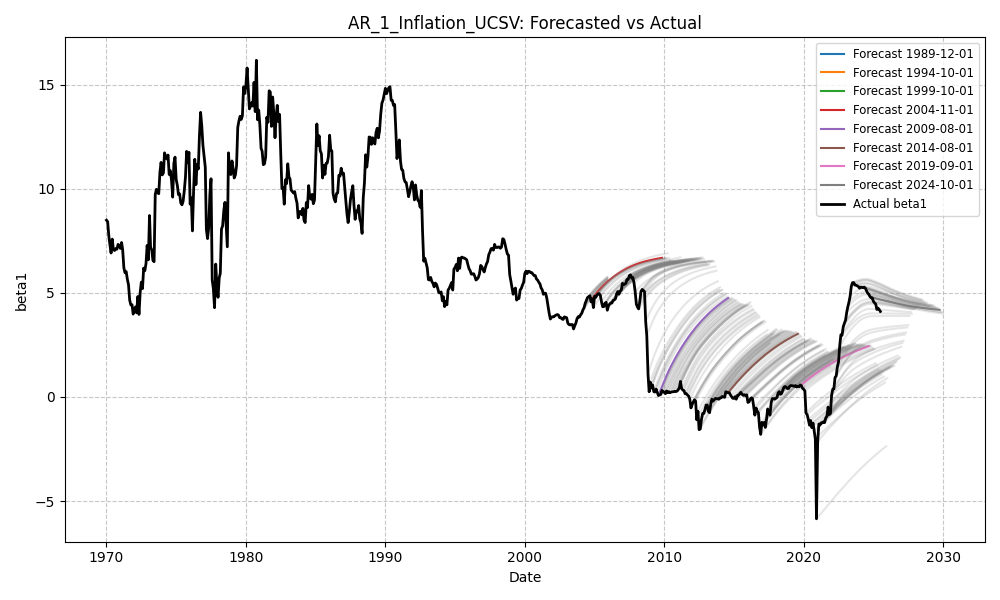 AR_1_Inflation_UCSV: Forecasted vs Actual
Forecast 1989-12-01
Forecast 1994-10-01
Forecast 1999-10-01
Forecast 2004-11-01
Forecast 2009-08-01
Forecast 2014-08-01
Forecast 2019-09-01
Forecast 2024-10-01
Actual beta1
beta1
15
10
5
0
−5
1970
1980
1990
2000
2010
2020
2030
Date